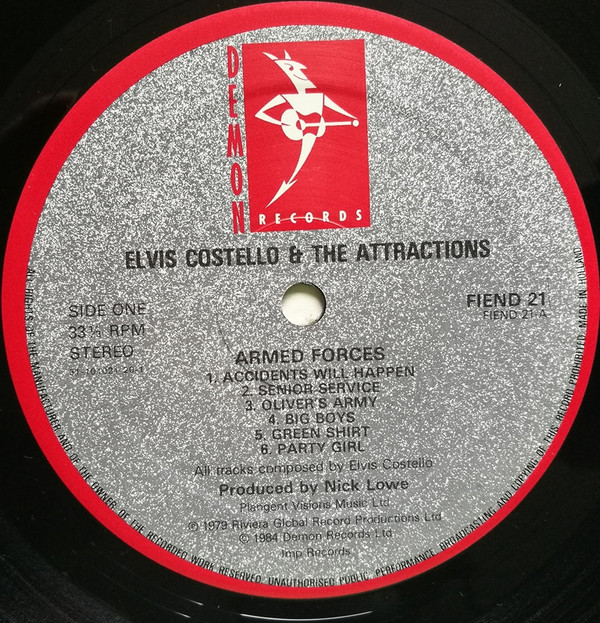 DEMON
RECORDS
ELVIS COSTELLO & THE ATTRACTIONS
SIDE ONE
33⅓ RPM
STEREO
FIEND 21
FIEND 21-A
ARMED FORCES
1. ACCIDENTS WILL HAPPEN
2. SENIOR SERVICE
3. OLIVER'S ARMY
4. BIG BOYS
5. GREEN SHIRT
6. PARTY GIRL
All tracks composed by Elvis Costello
Produced by Nick Lowe
Plangent Visions Music Ltd
℗ 1979 Riviera Global Record Productions Ltd
© 1984 Demon Records Ltd
Imp Records
ALL RIGHTS OF THE MANUFACTURER AND OF THE OWNER OF THE RECORDED WORK RESERVED. UNAUTHORISED PUBLIC PERFORMANCE, BROADCASTING AND COPYING OF THIS RECORD PROHIBITED. MADE IN HOLLAND